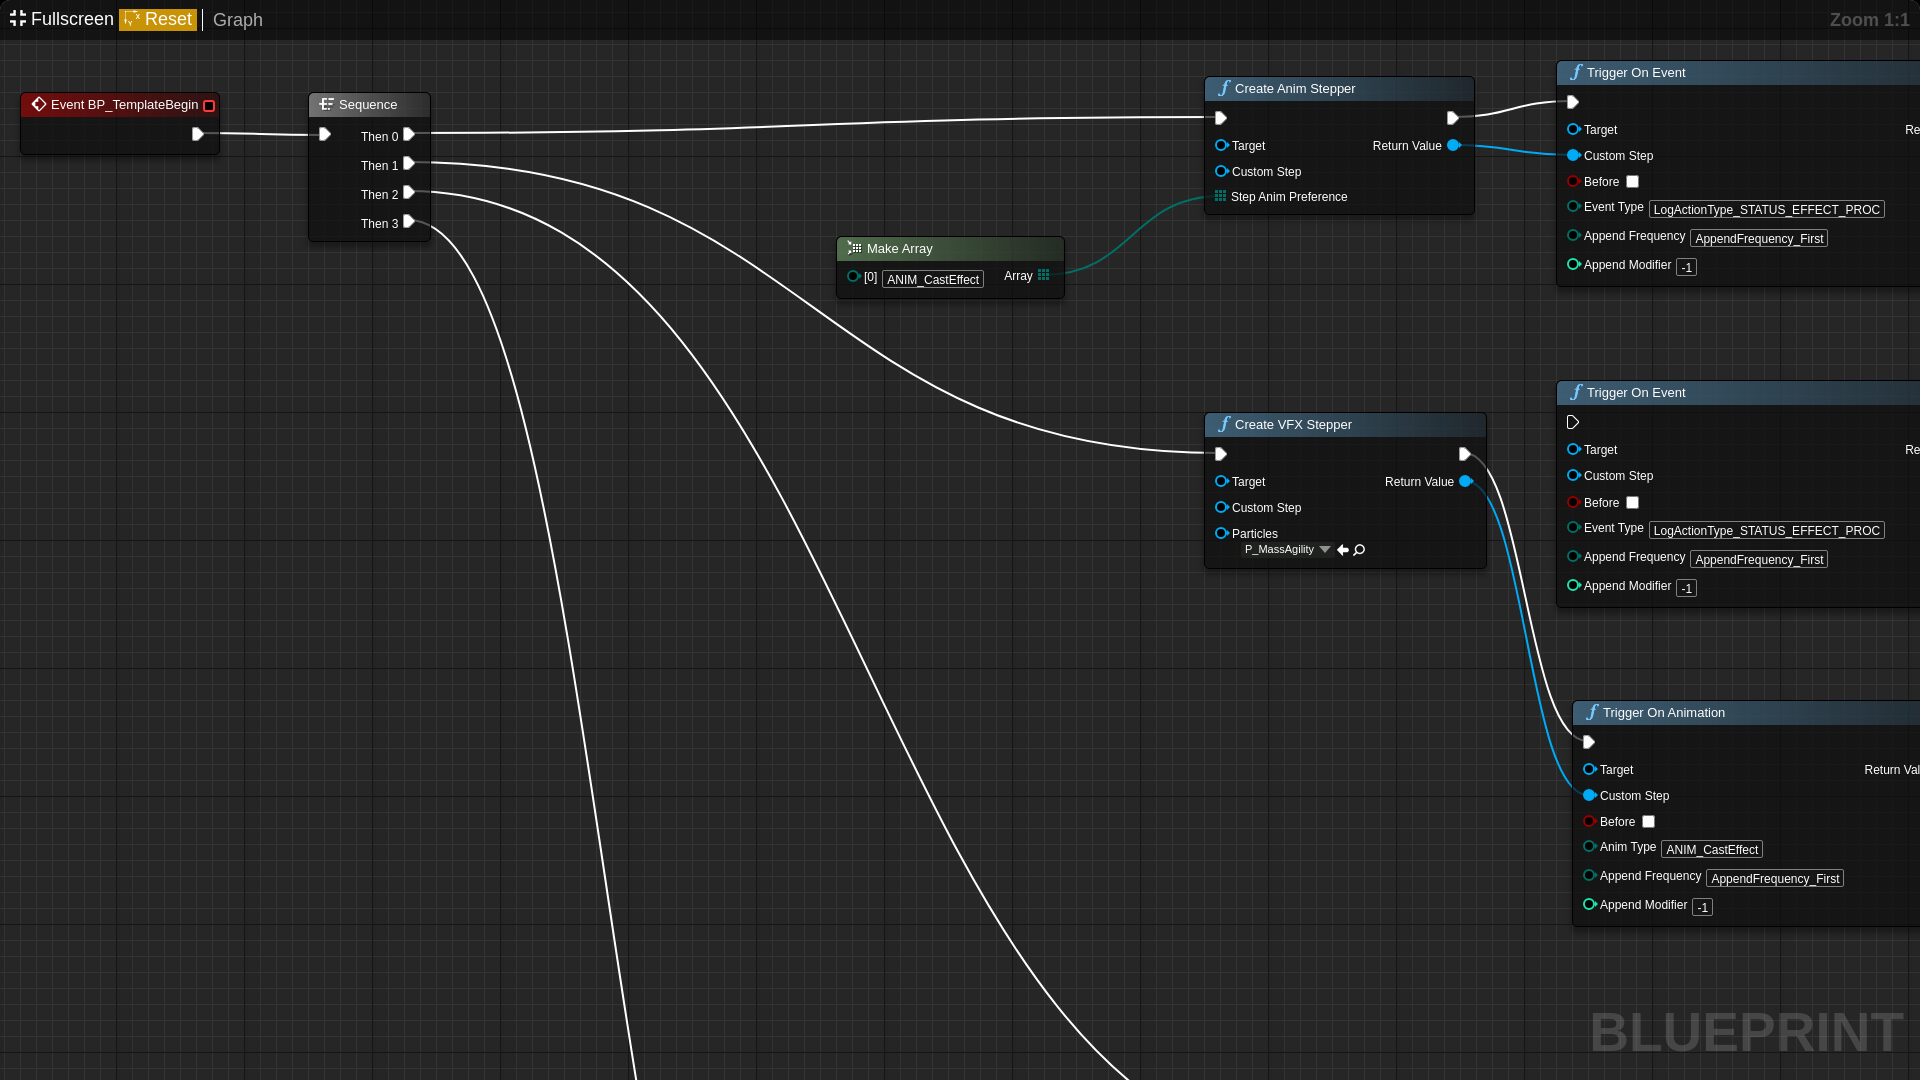 Fullscreen Reset Graph
Zoom 1:1
Event BP_TemplateBegin
Sequence
Then 0
Then 1
Then 2
Then 3
Make Array
[0] ANIM_CastEffect Array
Create Anim Stepper
Target Return Value
Custom Step
Step Anim Preference
Trigger On Event
Target Re
Custom Step
Before
Event Type LogActionType_STATUS_EFFECT_PROC
Append Frequency AppendFrequency_First
Append Modifier -1
Create VFX Stepper
Target Return Value
Custom Step
Particles
P_MassAgility
Trigger On Event
Target Re
Custom Step
Before
Event Type LogActionType_STATUS_EFFECT_PROC
Append Frequency AppendFrequency_First
Append Modifier -1
Trigger On Animation
Target Return Val
Custom Step
Before
Anim Type ANIM_CastEffect
Append Frequency AppendFrequency_First
Append Modifier -1
BLUEPRINT